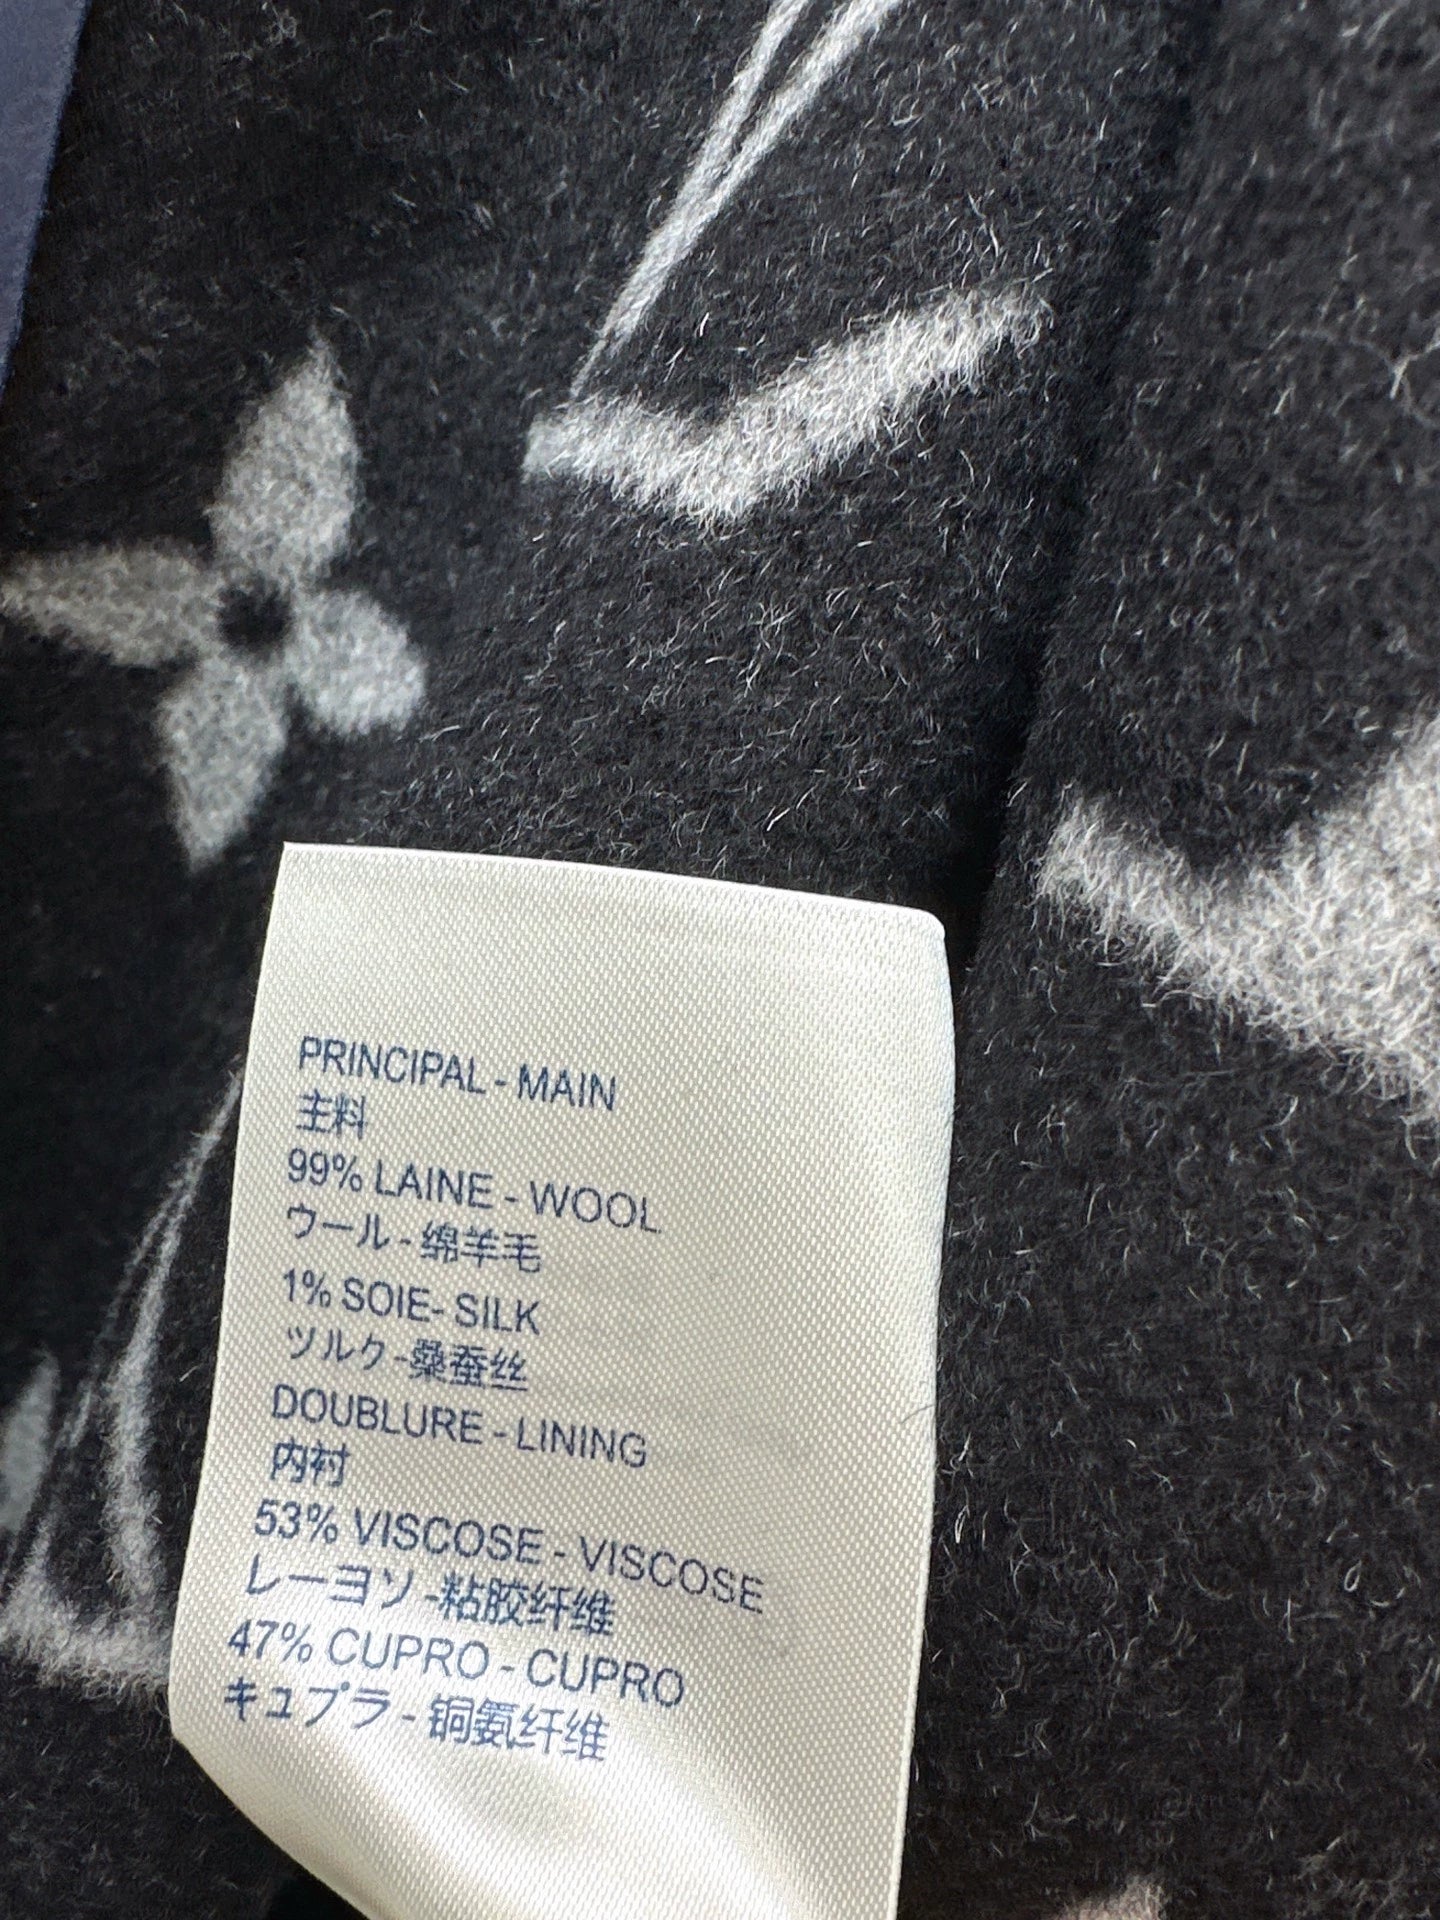 PRINCIPAL - MAIN
主料
99% LAINE - WOOL
ウール - 绵羊毛
1% SOIE- SILK
ツルク -桑蚕丝
DOUBLURE - LINING
内衬
53% VISCOSE - VISCOSE
レーヨソ -粘胶纤维
47% CUPRO - CUPRO
キュプラ - 铜氨纤维